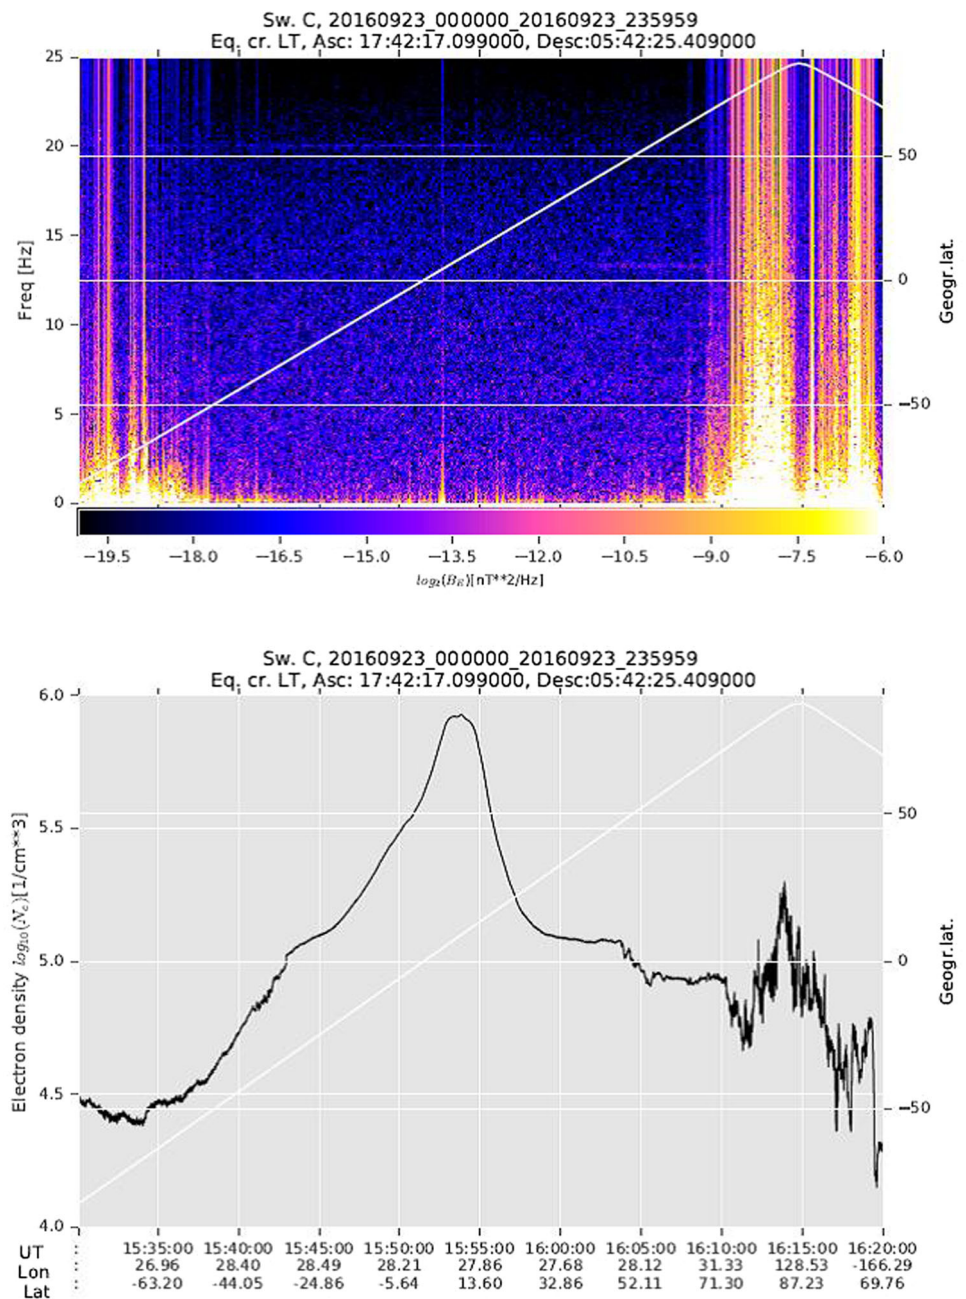 Sw. C, 20160923_000000_20160923_235959
Eq. cr. LT, Asc: 17:42:17.099000, Desc:05:42:25.409000
25
20
15
10
5
0
Freq [Hz]
50
0
−50
Geogr.lat.
−19.5 −18.0 −16.5 −15.0 −13.5 −12.0 −10.5 −9.0 −7.5 −6.0
log₂(B_E)[nT**2/Hz]
Sw. C, 20160923_000000_20160923_235959
Eq. cr. LT, Asc: 17:42:17.099000, Desc:05:42:25.409000
6.0
5.5
5.0
4.5
4.0
Electron density log₁₀(N_e)[1/cm**3]
50
0
−50
Geogr.lat.
UT : 15:35:00 15:40:00 15:45:00 15:50:00 15:55:00 16:00:00 16:05:00 16:10:00 16:15:00 16:20:00
Lon : 26.96 28.40 28.49 28.21 27.86 27.68 28.12 31.33 128.53 -166.29
Lat : -63.20 -44.05 -24.86 -5.64 13.60 32.86 52.11 71.30 87.23 69.76